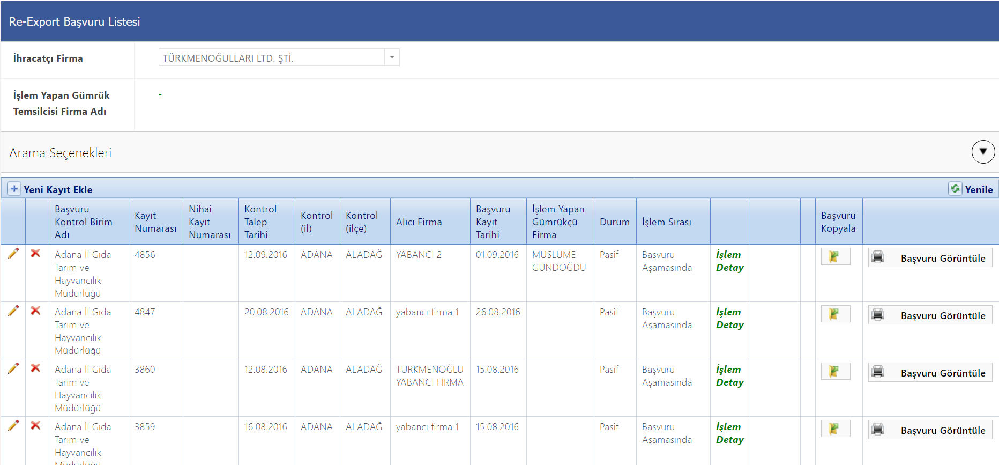 Re-Export Başvuru Listesi
İhracatçı Firma
TÜRKMENOĞULLARI LTD. ŞTİ.
İşlem Yapan Gümrük
Temsilcisi Firma Adı
-
Arama Seçenekleri
Yeni Kayıt Ekle
Yenile
Başvuru
Kontrol Birim
Adı
Kayıt
Numarası
Nihai
Kayıt
Numarası
Kontrol
Talep
Tarihi
Kontrol
(il)
Kontrol
(ilçe)
Alıcı Firma
Başvuru
Kayıt
Tarihi
İşlem Yapan
Gümrükçü
Firma
Durum
İşlem Sırası
Başvuru
Kopyala
Adana İl Gıda
Tarım ve
Hayvancılık
Müdürlüğü
4856
12.09.2016
ADANA
ALADAĞ
YABANCI 2
01.09.2016
MÜSLÜME
GÜNDOĞDU
Pasif
Başvuru
Aşamasında
İşlem
Detay
Başvuru Görüntüle
Adana İl Gıda
Tarım ve
Hayvancılık
Müdürlüğü
4847
20.08.2016
ADANA
ALADAĞ
yabancı firma 1
26.08.2016
Pasif
Başvuru
Aşamasında
İşlem
Detay
Başvuru Görüntüle
Adana İl Gıda
Tarım ve
Hayvancılık
Müdürlüğü
3860
12.08.2016
ADANA
ALADAĞ
TÜRKMENOĞLU
YABANCI FİRMA
15.08.2016
Pasif
Başvuru
Aşamasında
İşlem
Detay
Başvuru Görüntüle
Adana İl Gıda
Tarım ve
Hayvancılık
3859
16.08.2016
ADANA
ALADAĞ
yabancı firma 1
15.08.2016
Pasif
Başvuru
Aşamasında
İşlem
Detay
Başvuru Görüntüle